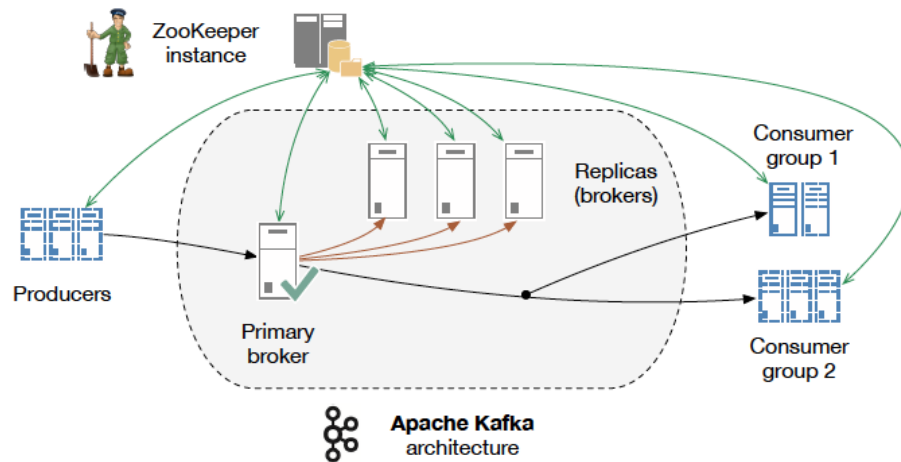 ZooKeeper
instance
Consumer
group 1
Replicas
(brokers)
Producers
Primary
broker
Consumer
group 2
Apache Kafka
architecture